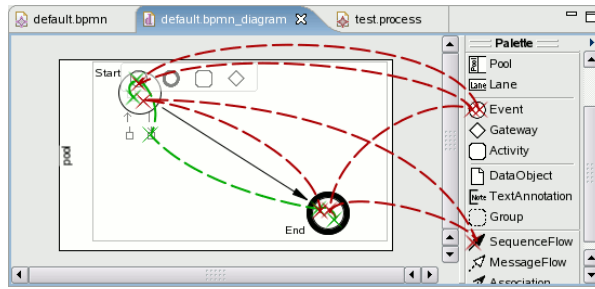 default.bpmn
default.bpmn_diagram
test.process
Palette
Start
Pool
Lane
Lane
Event
Gateway
Activity
pool
DataObject
Note
TextAnnotation
Group
End
SequenceFlow
MessageFlow
Association